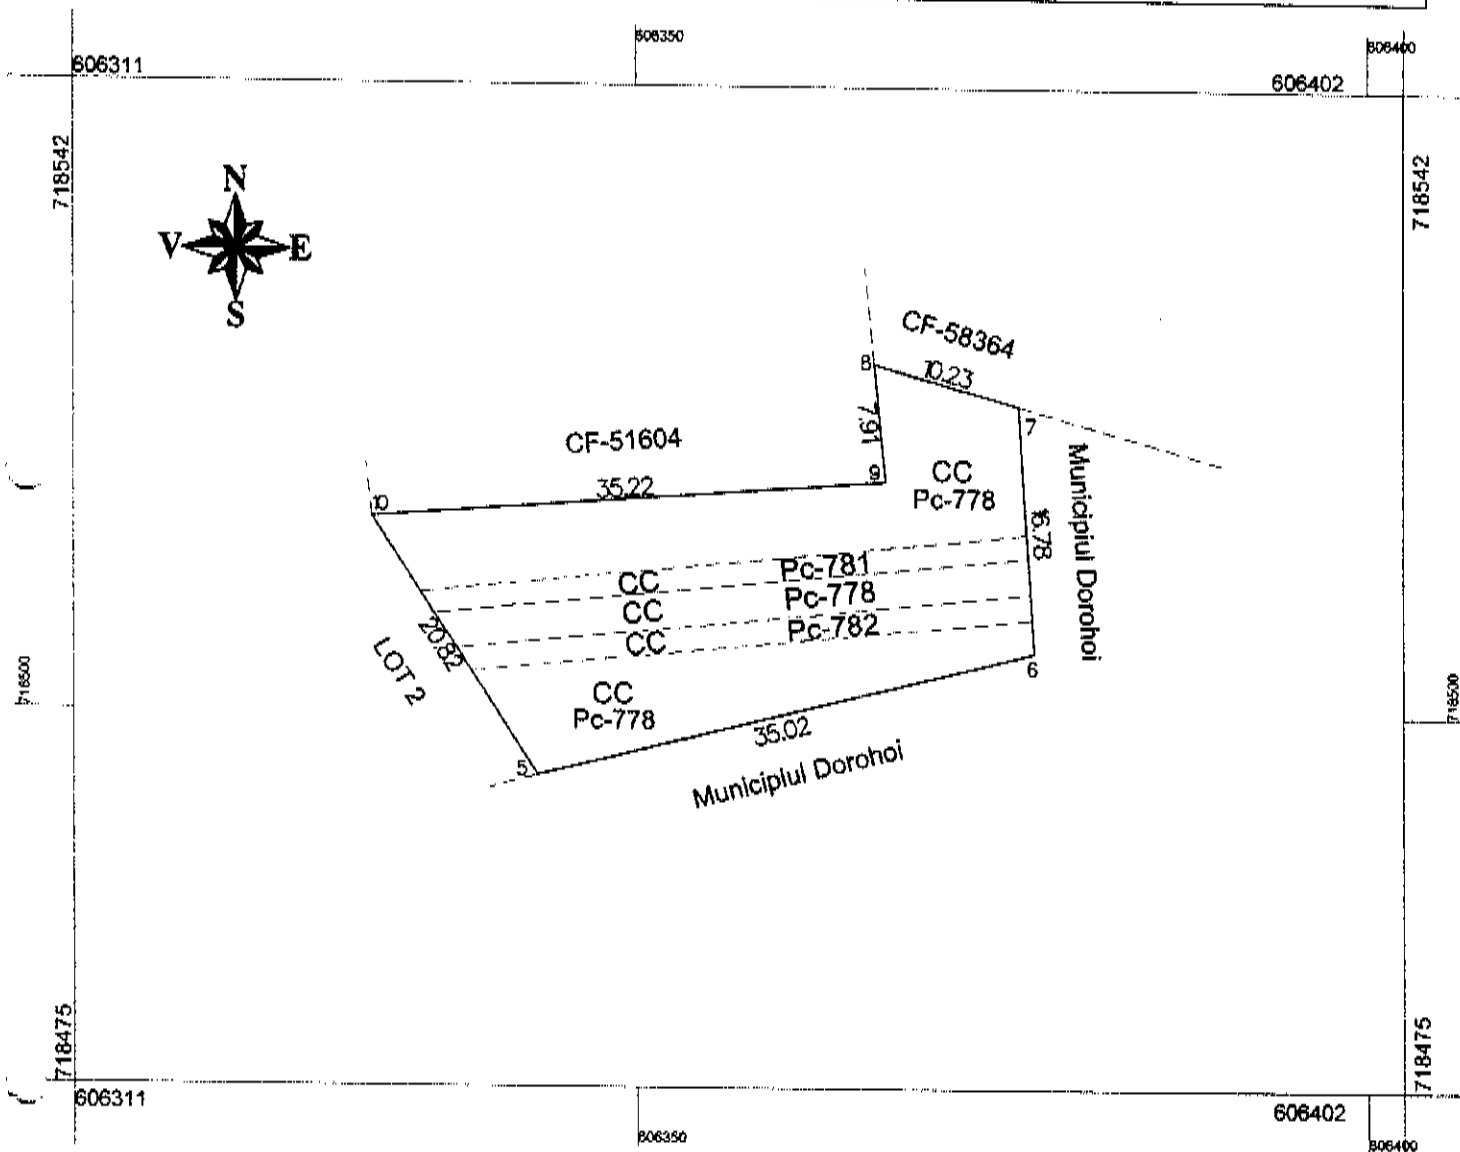 606350
606400
606311
606402
718542
718542
N
V E
S
CF-58364
8
10.23
7
7.91
CF-51604
9
35.22
10
CC
Pc-778
Municipiul Dorohoi
16.78
Pc-781
CC
Pc-778
CC
Pc-782
CC
20.82
LOT 2
6
718500
718500
CC
Pc-778
35.02
5
Municipiul Dorohoi
718475
718475
606311
606402
606350
606400